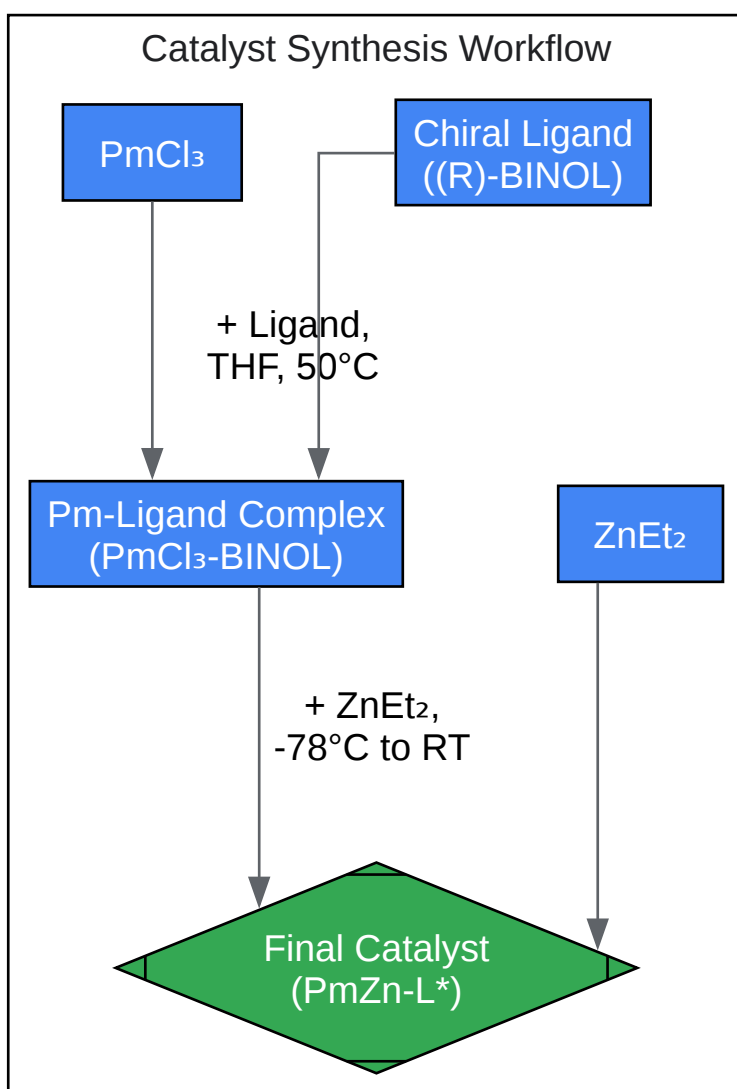 Catalyst Synthesis Workflow
PmCl₃
Chiral Ligand
((R)-BINOL)
+ Ligand,
THF, 50°C
Pm-Ligand Complex
(PmCl₃-BINOL)
ZnEt₂
+ ZnEt₂,
-78°C to RT
Final Catalyst
(PmZn-L*)